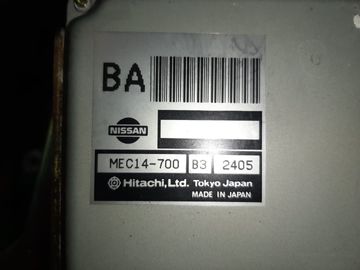 BA
NISSAN
MEC14-700 B3 2405
Hitachi, Ltd. Tokyo Japan
MADE IN JAPAN